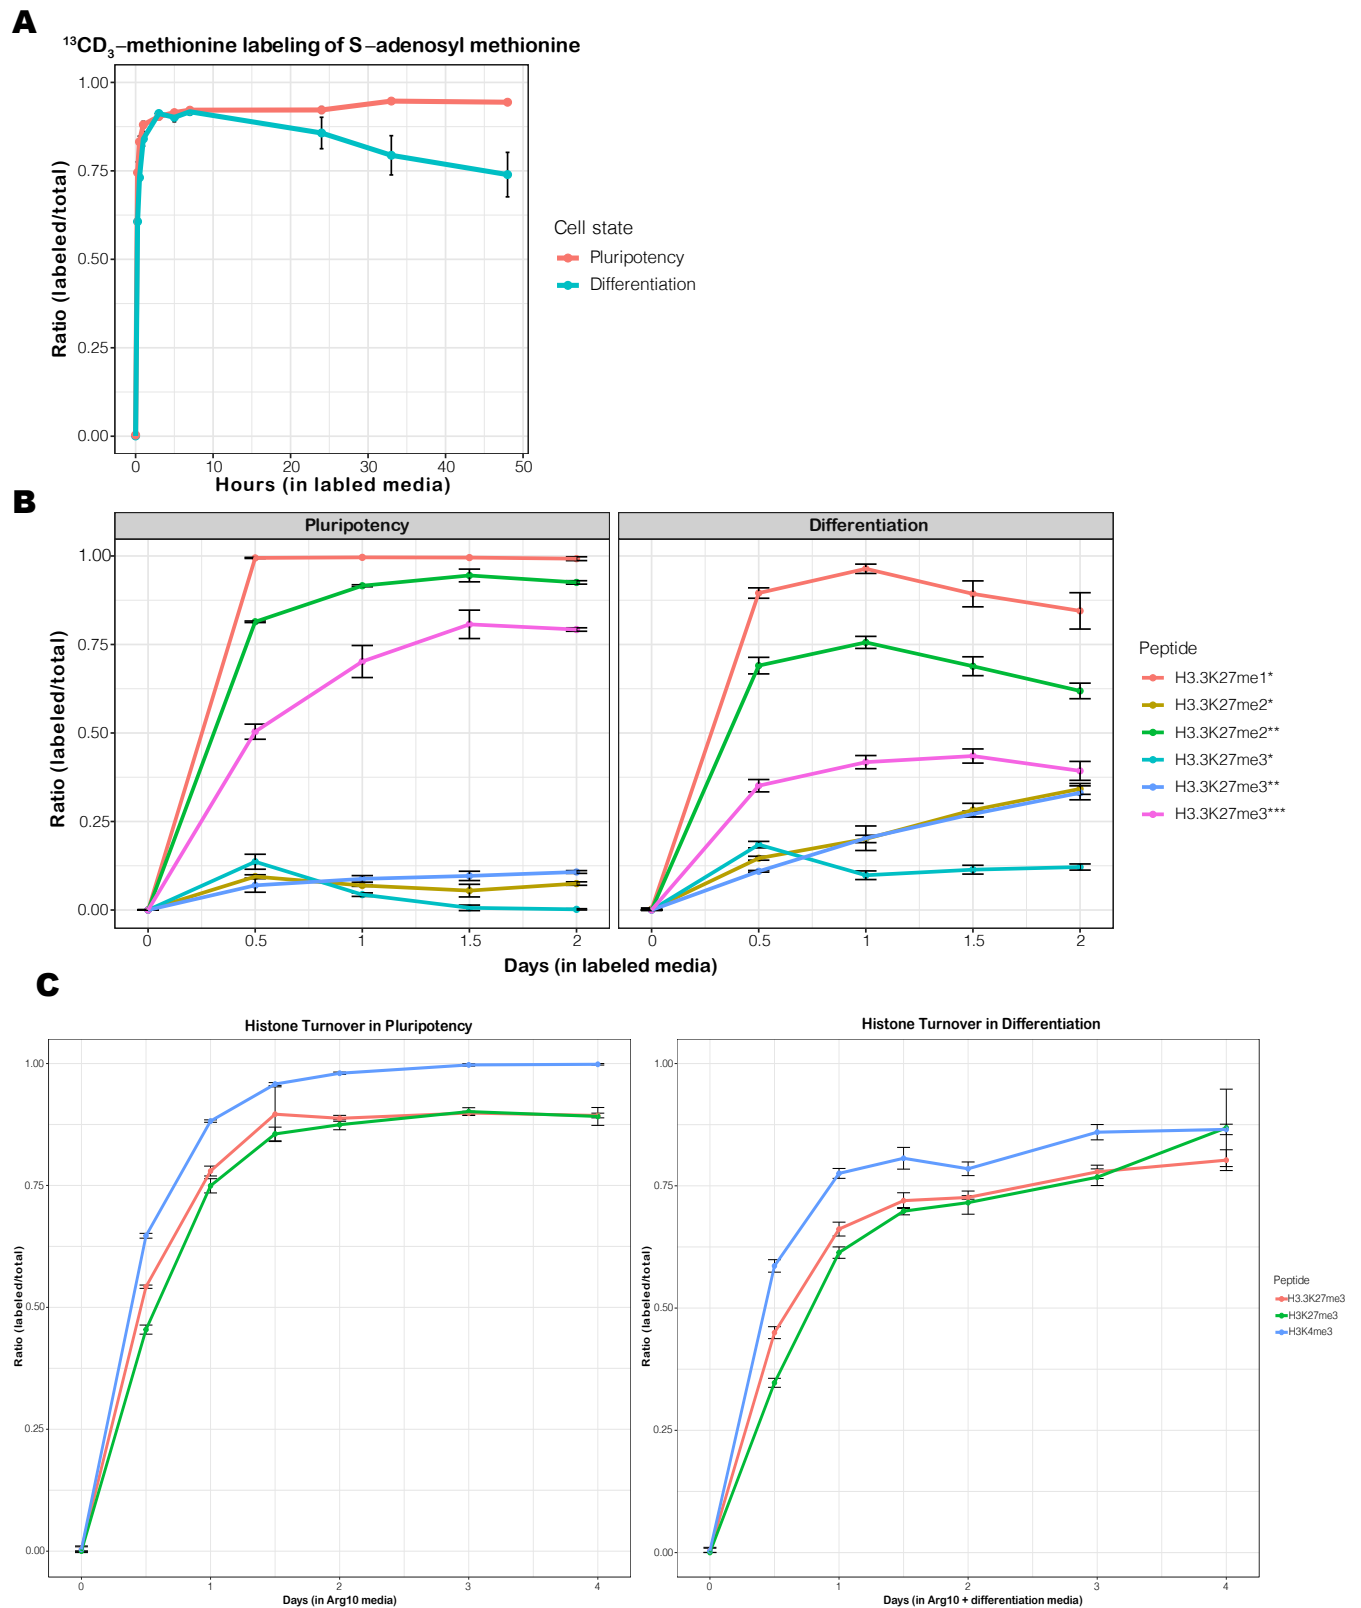 A
¹³CD₃–methionine labeling of S–adenosyl methionine
1.00
0.75
0.50
0.25
0.00
Ratio (labeled/total)
0 10 20 30 40 50
Hours (in labled media)
Cell state
Pluripotency
Differentiation
B
Pluripotency Differentiation
1.00
0.75
0.50
0.25
0.00
Ratio (labeled/total)
0 0.5 1 1.5 2 0 0.5 1 1.5 2
Days (in labeled media)
Peptide
H3.3K27me1*
H3.3K27me2*
H3.3K27me2**
H3.3K27me3*
H3.3K27me3**
H3.3K27me3***
C
Histone Turnover in Pluripotency
1.00
0.75
0.50
0.25
0.00
Ratio (labeled/total)
0 1 2 3 4
Days (in Arg10 media)
Histone Turnover in Differentiation
1.00
0.75
0.50
0.25
0.00
Ratio (labeled/total)
0 1 2 3 4
Days (in Arg10 + differentiation media)
Peptide
H3.3K27me3
H3K27me3
H3K4me3